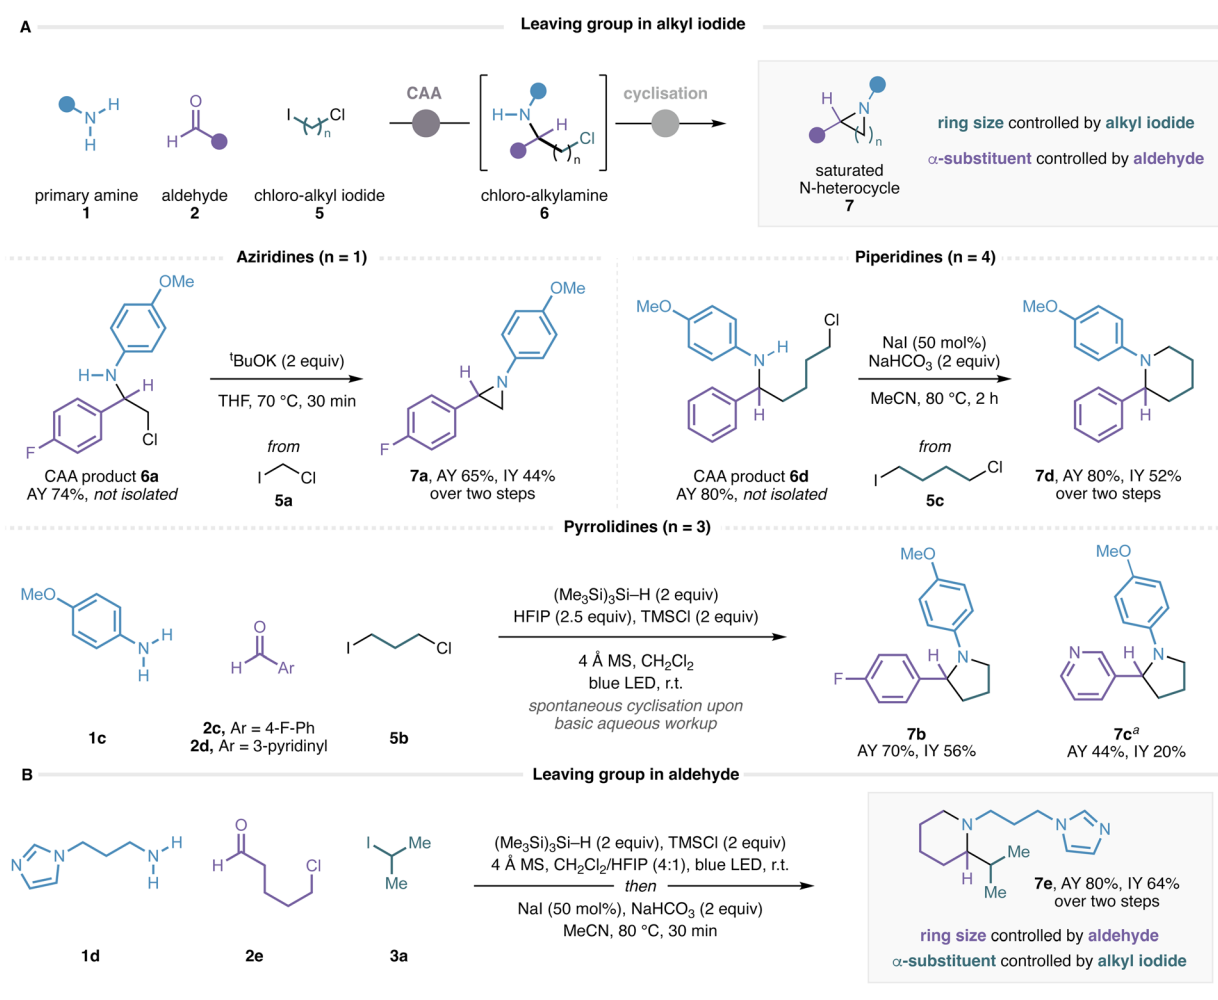 A Leaving group in alkyl iodide
N H H
O H
I Cl n
CAA
H N H Cl n
cyclisation
H N n
ring size controlled by alkyl iodide
α-substituent controlled by aldehyde
primary amine
1
aldehyde
2
chloro-alkyl iodide
5
chloro-alkylamine
6
saturated
N-heterocycle
7
Aziridines (n = 1)
OMe
H–N
H
F
Cl
CAA product 6a
AY 74%, not isolated
ᵗBuOK (2 equiv)
THF, 70 °C, 30 min
from
I Cl
5a
OMe
H
N
F
7a, AY 65%, IY 44%
over two steps
Piperidines (n = 4)
MeO
Cl
N H
H
CAA product 6d
AY 80%, not isolated
NaI (50 mol%)
NaHCO₃ (2 equiv)
MeCN, 80 °C, 2 h
from
I Cl
5c
MeO
N
H
7d, AY 80%, IY 52%
over two steps
Pyrrolidines (n = 3)
MeO
N H
H
1c
O
H Ar
2c, Ar = 4-F-Ph
2d, Ar = 3-pyridinyl
I Cl
5b
(Me₃Si)₃Si–H (2 equiv)
HFIP (2.5 equiv), TMSCl (2 equiv)
4 Å MS, CH₂Cl₂
blue LED, r.t.
spontaneous cyclisation upon
basic aqueous workup
MeO
H N
F
7b
AY 70%, IY 56%
MeO
N H N
7cᵃ
AY 44%, IY 20%
B Leaving group in aldehyde
N N
N H
H
1d
O
H
Cl
2e
I Me
Me
3a
(Me₃Si)₃Si–H (2 equiv), TMSCl (2 equiv)
4 Å MS, CH₂Cl₂/HFIP (4:1), blue LED, r.t.
then
NaI (50 mol%), NaHCO₃ (2 equiv)
MeCN, 80 °C, 30 min
N N N
Me
H
Me
7e, AY 80%, IY 64%
over two steps
ring size controlled by aldehyde
α-substituent controlled by alkyl iodide